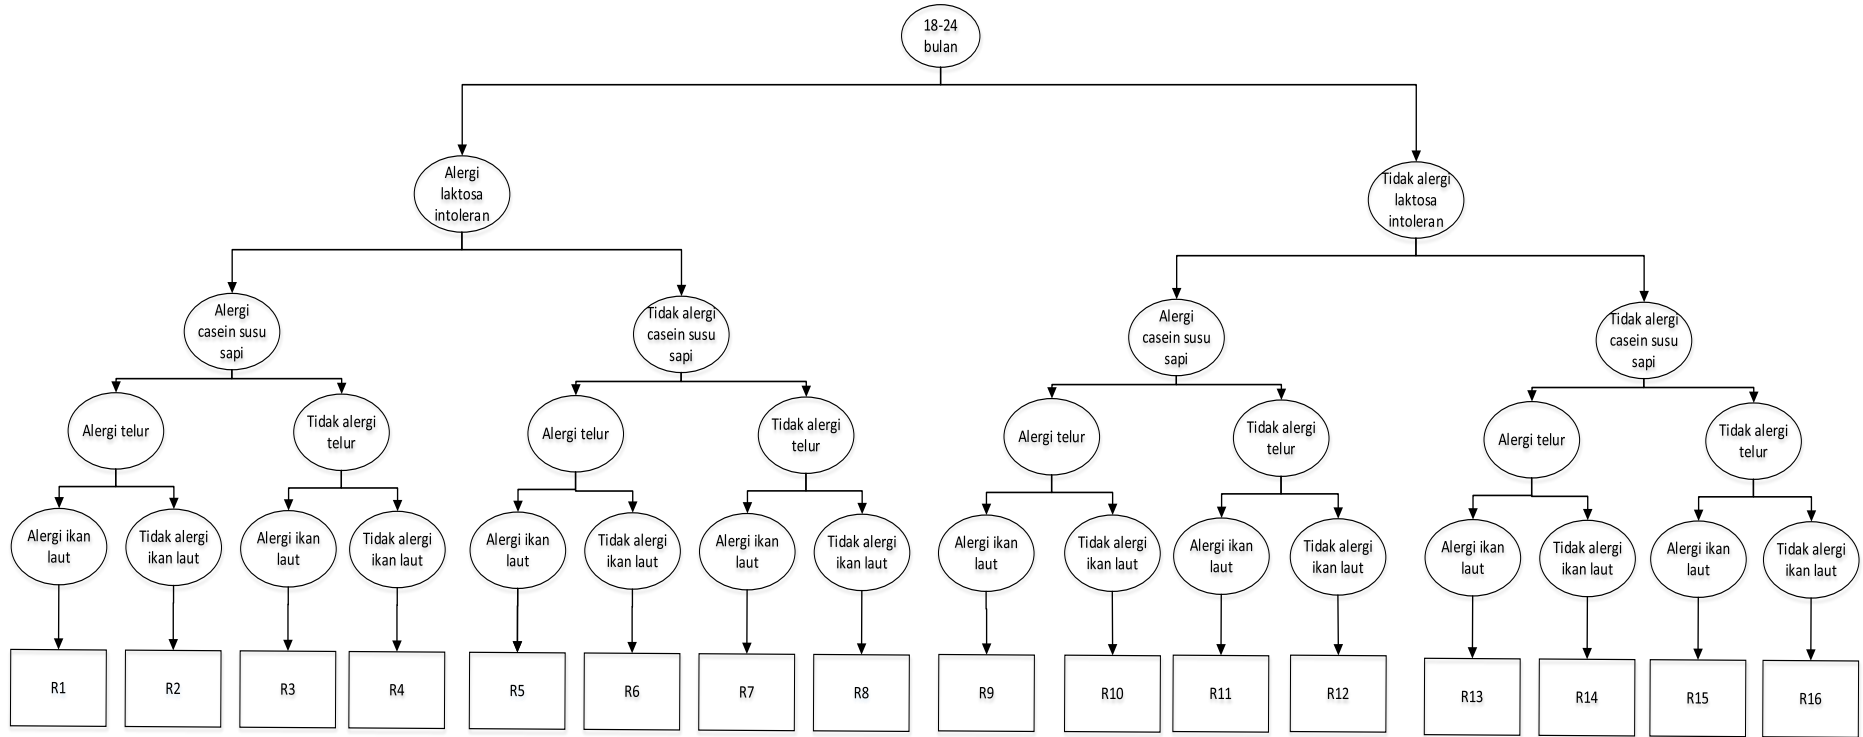 18-24
bulan
Alergi
laktosa
intoleran
Tidak alergi
laktosa
intoleran
Alergi
casein susu
sapi
Tidak alergi
casein susu
sapi
Alergi
casein susu
sapi
Tidak alergi
casein susu
sapi
Alergi telur
Tidak alergi
telur
Alergi telur
Tidak alergi
telur
Alergi telur
Tidak alergi
telur
Alergi telur
Tidak alergi
telur
Alergi ikan
laut
Tidak alergi
ikan laut
Alergi ikan
laut
Tidak alergi
ikan laut
Alergi ikan
laut
Tidak alergi
ikan laut
Alergi ikan
laut
Tidak alergi
ikan laut
Alergi ikan
laut
Tidak alergi
ikan laut
Alergi ikan
laut
Tidak alergi
ikan laut
Alergi ikan
laut
Tidak alergi
ikan laut
Alergi ikan
laut
Tidak alergi
ikan laut
R1
R2
R3
R4
R5
R6
R7
R8
R9
R10
R11
R12
R13
R14
R15
R16